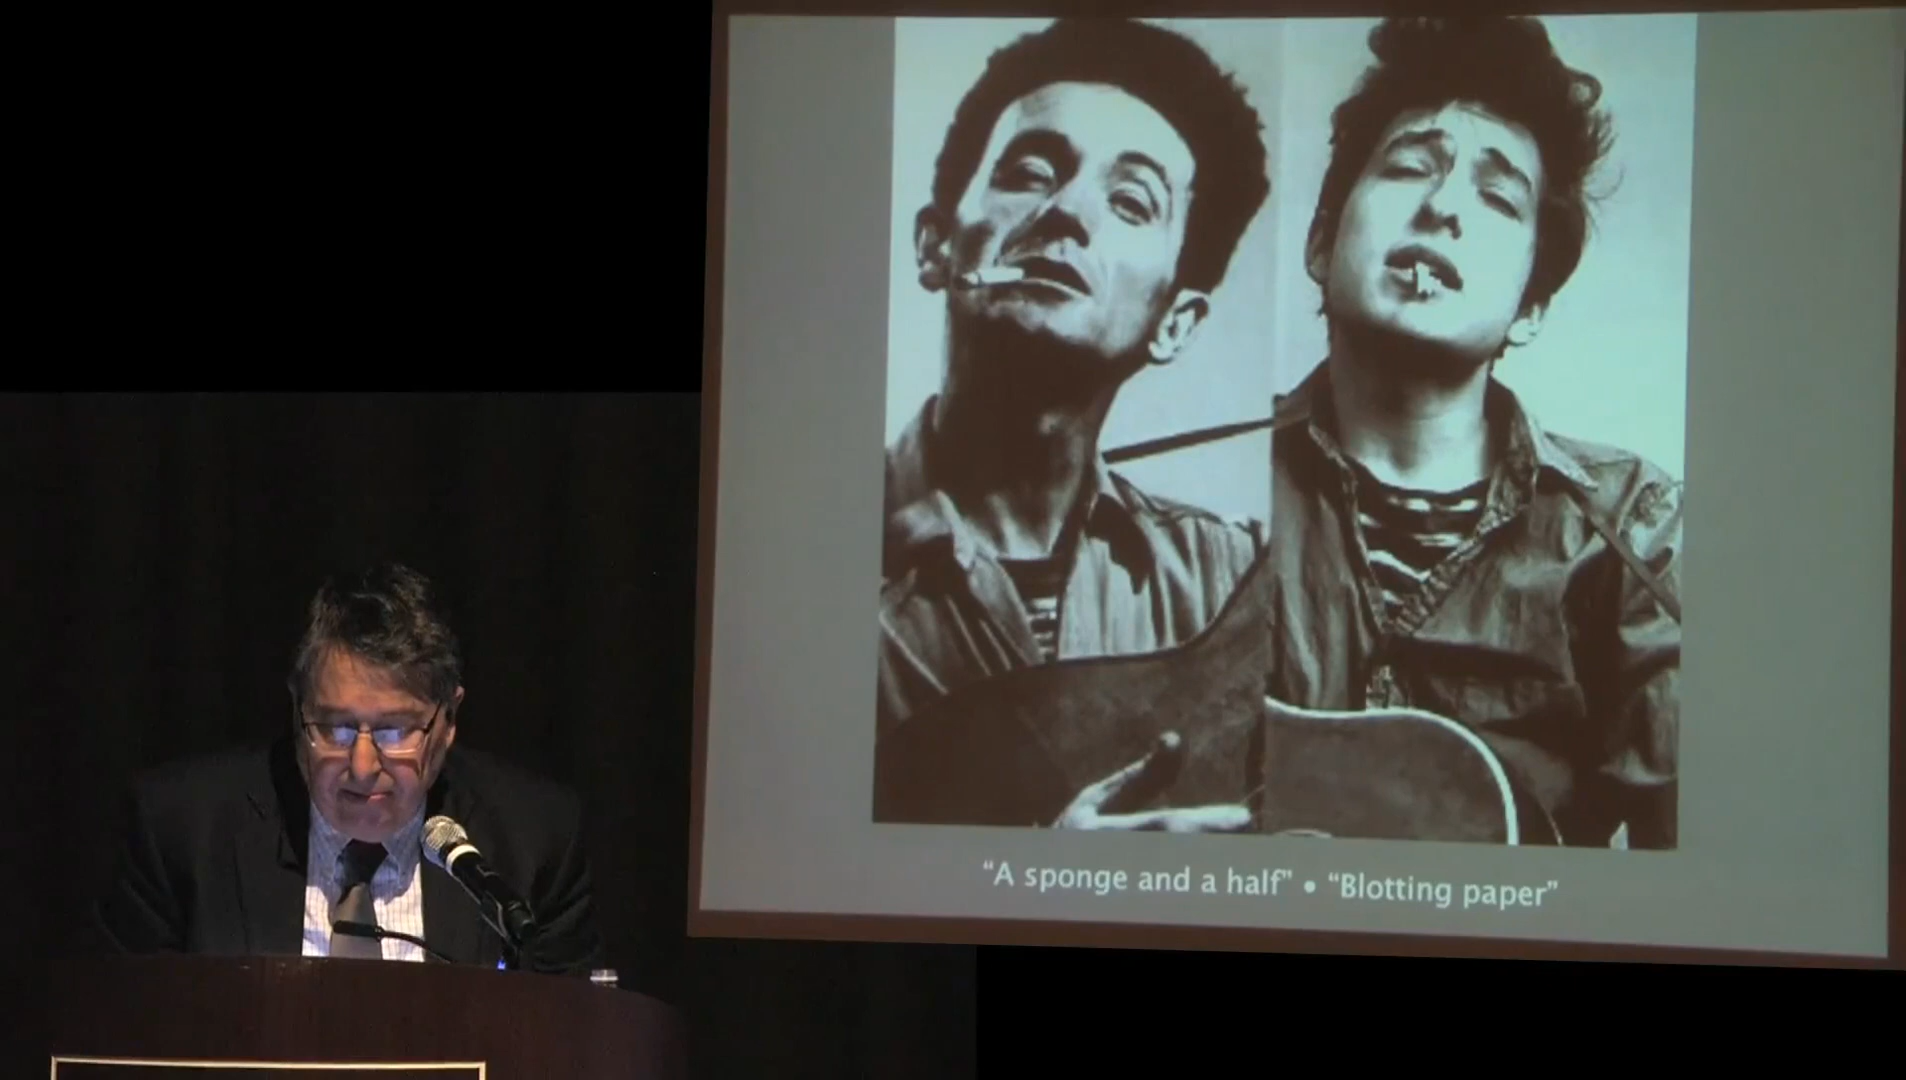 “A sponge and a half” • “Blotting paper”